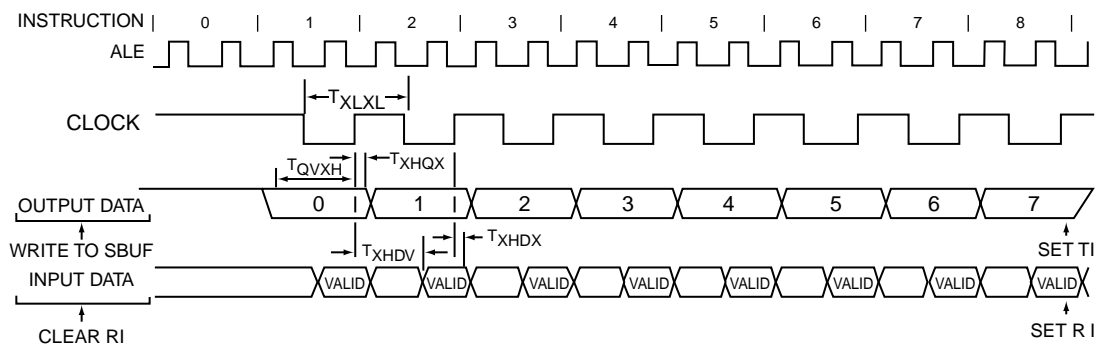 INSTRUCTION | 0 | 1 | 2 | 3 | 4 | 5 | 6 | 7 | 8 |
ALE
TXLXL
CLOCK
TQVXH TXHQX
OUTPUT DATA 0 1 2 3 4 5 6 7
WRITE TO SBUF TXHDV TXHDX SET TI
INPUT DATA VALID VALID VALID VALID VALID VALID VALID VALID
CLEAR RI SET R I